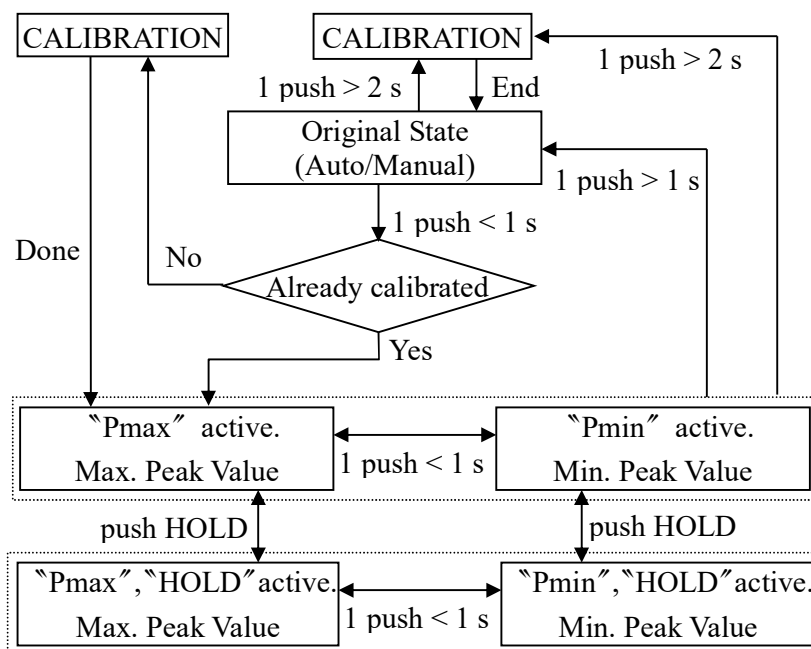 CALIBRATION
CALIBRATION
1 push > 2 s
1 push > 2 s
End
Original State
(Auto/Manual)
1 push > 1 s
1 push < 1 s
Done
No
Already calibrated
Yes
〝Pmax〞 active.
Max. Peak Value
1 push < 1 s
〝Pmin〞 active.
Min. Peak Value
push HOLD
push HOLD
〝Pmax〞,〝HOLD〞active.
Max. Peak Value
1 push < 1 s
〝Pmin〞,〝HOLD〞active.
Min. Peak Value